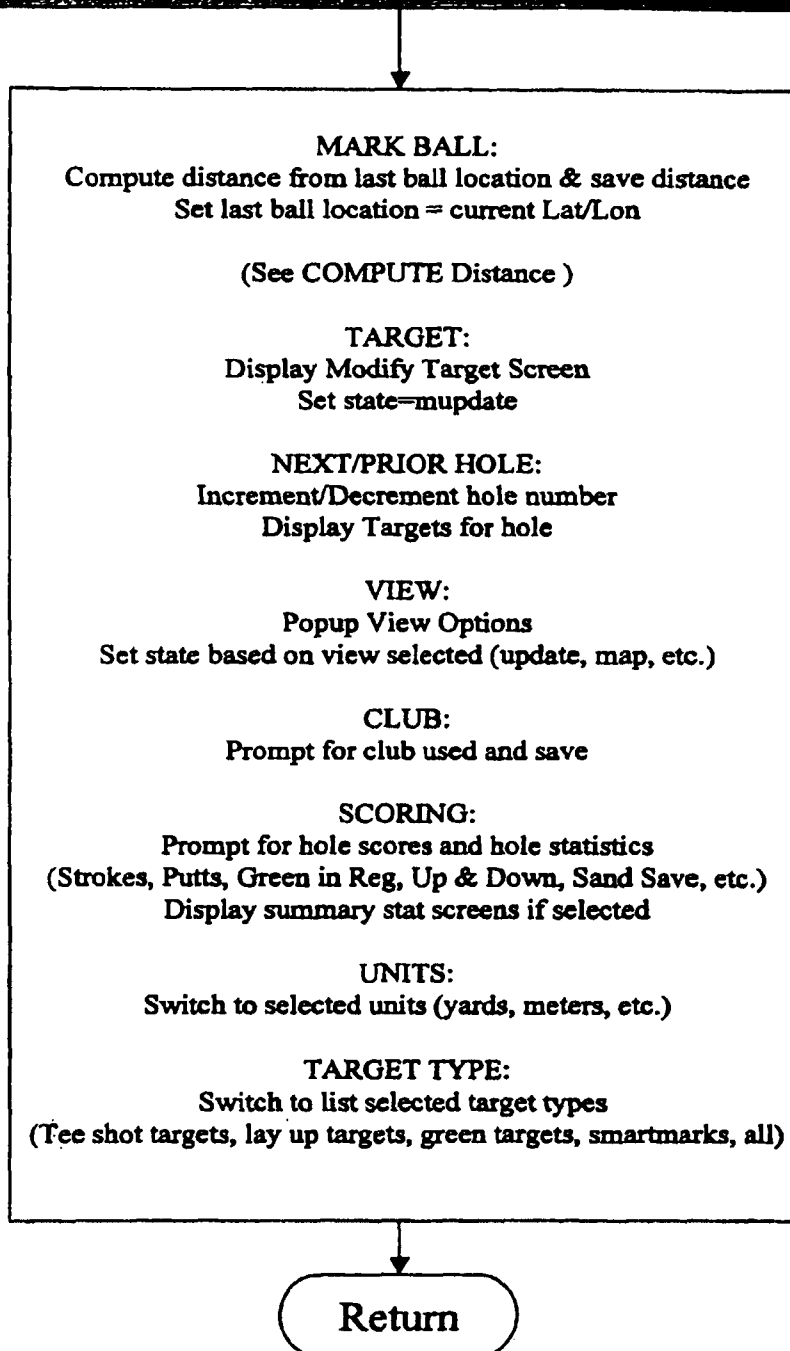 MARK BALL:
Compute distance from last ball location & save distance
Set last ball location = current Lat/Lon
(See COMPUTE Distance )
TARGET:
Display Modify Target Screen
Set state=mupdate
NEXT/PRIOR HOLE:
Increment/Decrement hole number
Display Targets for hole
VIEW:
Popup View Options
Set state based on view selected (update, map, etc.)
CLUB:
Prompt for club used and save
SCORING:
Prompt for hole scores and hole statistics
(Strokes, Putts, Green in Reg, Up & Down, Sand Save, etc.)
Display summary stat screens if selected
UNITS:
Switch to selected units (yards, meters, etc.)
TARGET TYPE:
Switch to list selected target types
(Tee shot targets, lay up targets, green targets, smartmarks, all)
Return